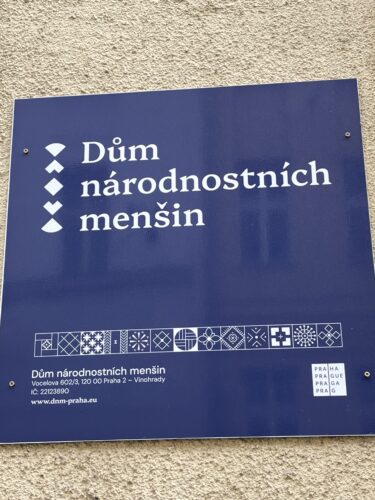 Dům
národnostních
menšin
Dům národnostních menšin
Vocelova 602/3, 120 00 Praha 2 – Vinohrady
IČ: 22123890
www.dnm-praha.eu
PRA HA
PRA GUE
PRA GA
PRA G